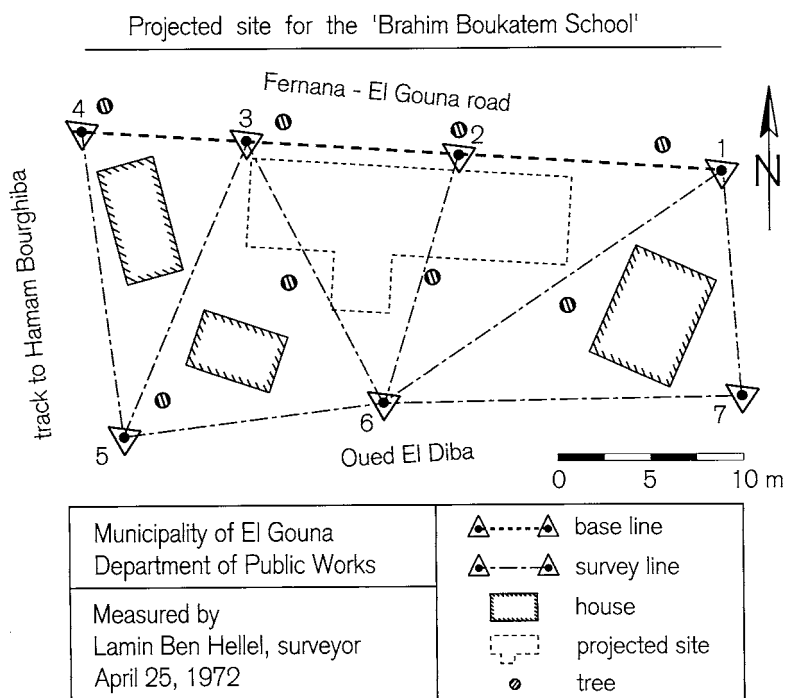 Projected site for the 'Brahim Boukatem School'
Fernana - El Gouna road
4
3
2
1
N
track to Hamam Bourghiba
5
6
7
Oued El Diba
0 5 10 m
Municipality of El Gouna
Department of Public Works
Measured by
Lamin Ben Hellel, surveyor
April 25, 1972
base line
survey line
house
projected site
tree